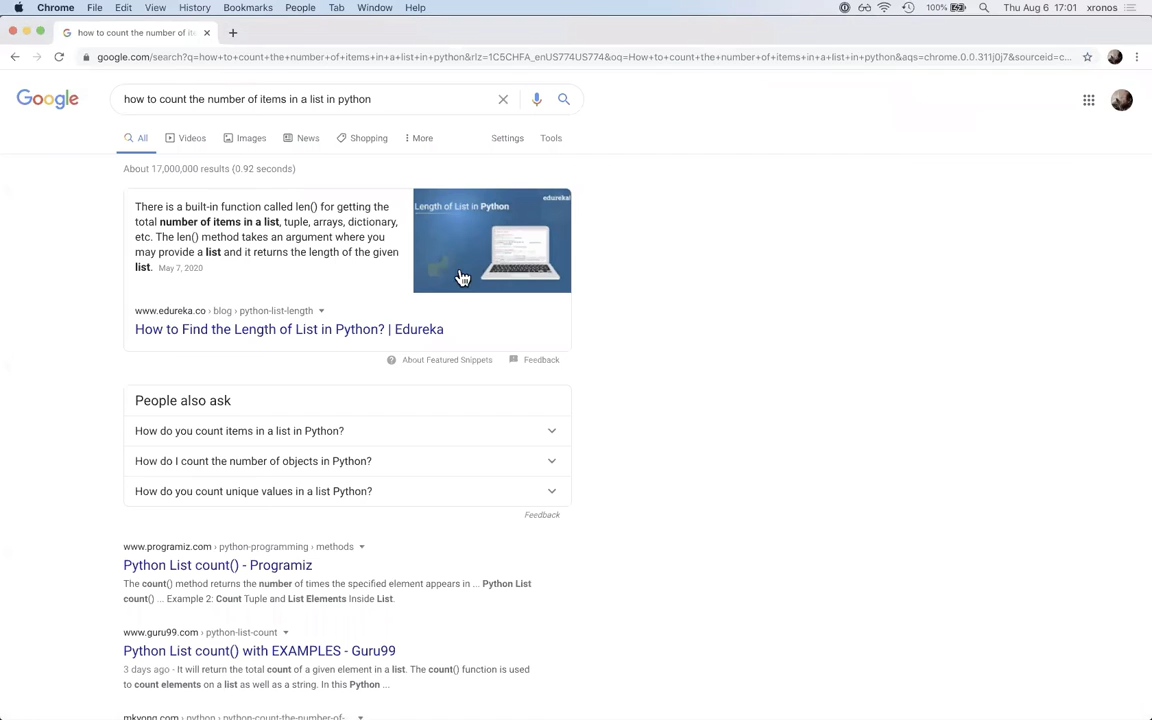 Chrome File Edit View History Bookmarks People Tab Window Help 100% Thu Aug 6 17:01 xronos
how to count the number of it
google.com/search?q=how+to+count+the+number+of+items+in+a+list+in+python&rlz=1C5CHFA_enUS774US774&oq=How+to+count+the+number+of+items+in+a+list+in+python&aqs=chrome.0.0.311j0j7&sourceid=c...
Google how to count the number of items in a list in python
All Videos Images News Shopping More Settings Tools
About 17,000,000 results (0.92 seconds)
There is a built-in function called len() for getting the
total number of items in a list, tuple, arrays, dictionary,
etc. The len() method takes an argument where you
may provide a list and it returns the length of the given
list. May 7, 2020
edureka!
Length of List in Python
www.edureka.co › blog › python-list-length
How to Find the Length of List in Python? | Edureka
About Featured Snippets Feedback
People also ask
How do you count items in a list in Python?
How do I count the number of objects in Python?
How do you count unique values in a list Python?
Feedback
www.programiz.com › python-programming › methods
Python List count() - Programiz
The count() method returns the number of times the specified element appears in ... Python List
count() ... Example 2: Count Tuple and List Elements Inside List.
www.guru99.com › python-list-count
Python List count() with EXAMPLES - Guru99
3 days ago - It will return the total count of a given element in a list. The count() function is used
to count elements on a list as well as a string. In this Python ...
mkyong.com › python › python-count-the-number-of-